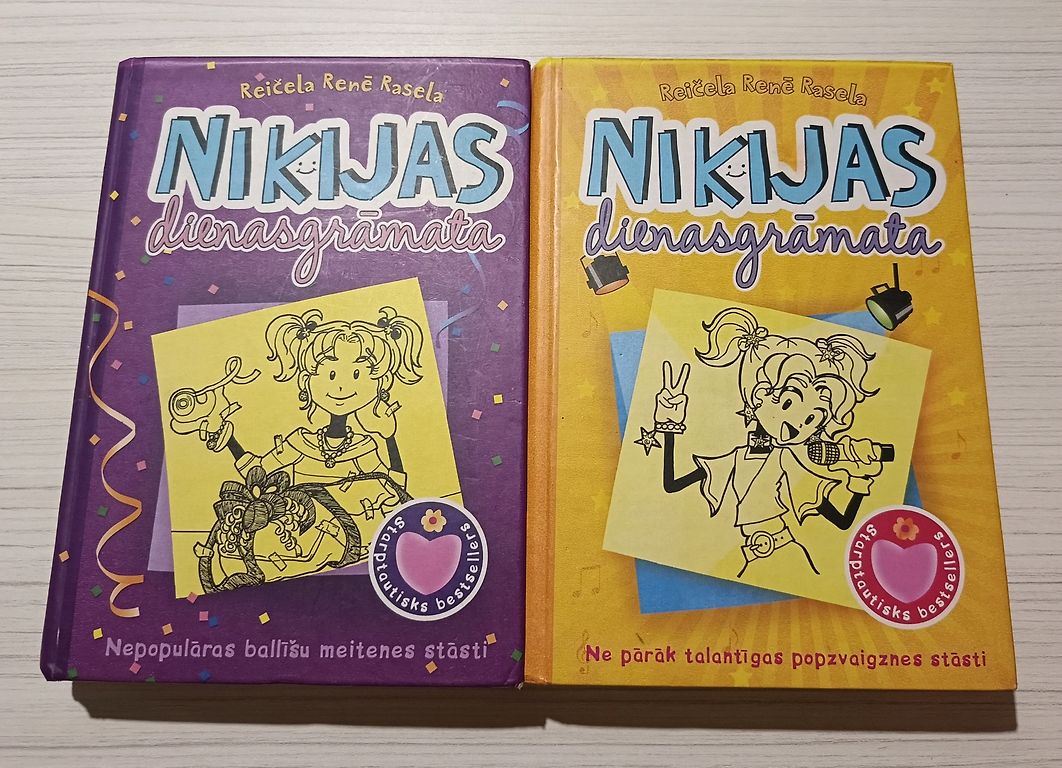 Reičela Renē Rasela
NIKIJAS
dienasgrāmata
Starptautisks bestsellers
Nepopulāras ballīšu meitenes stāsti
Reičela Renē Rasela
NIKIJAS
dienasgrāmata
Starptautisks bestsellers
Ne pārāk talantīgas popzvaigznes stāsti